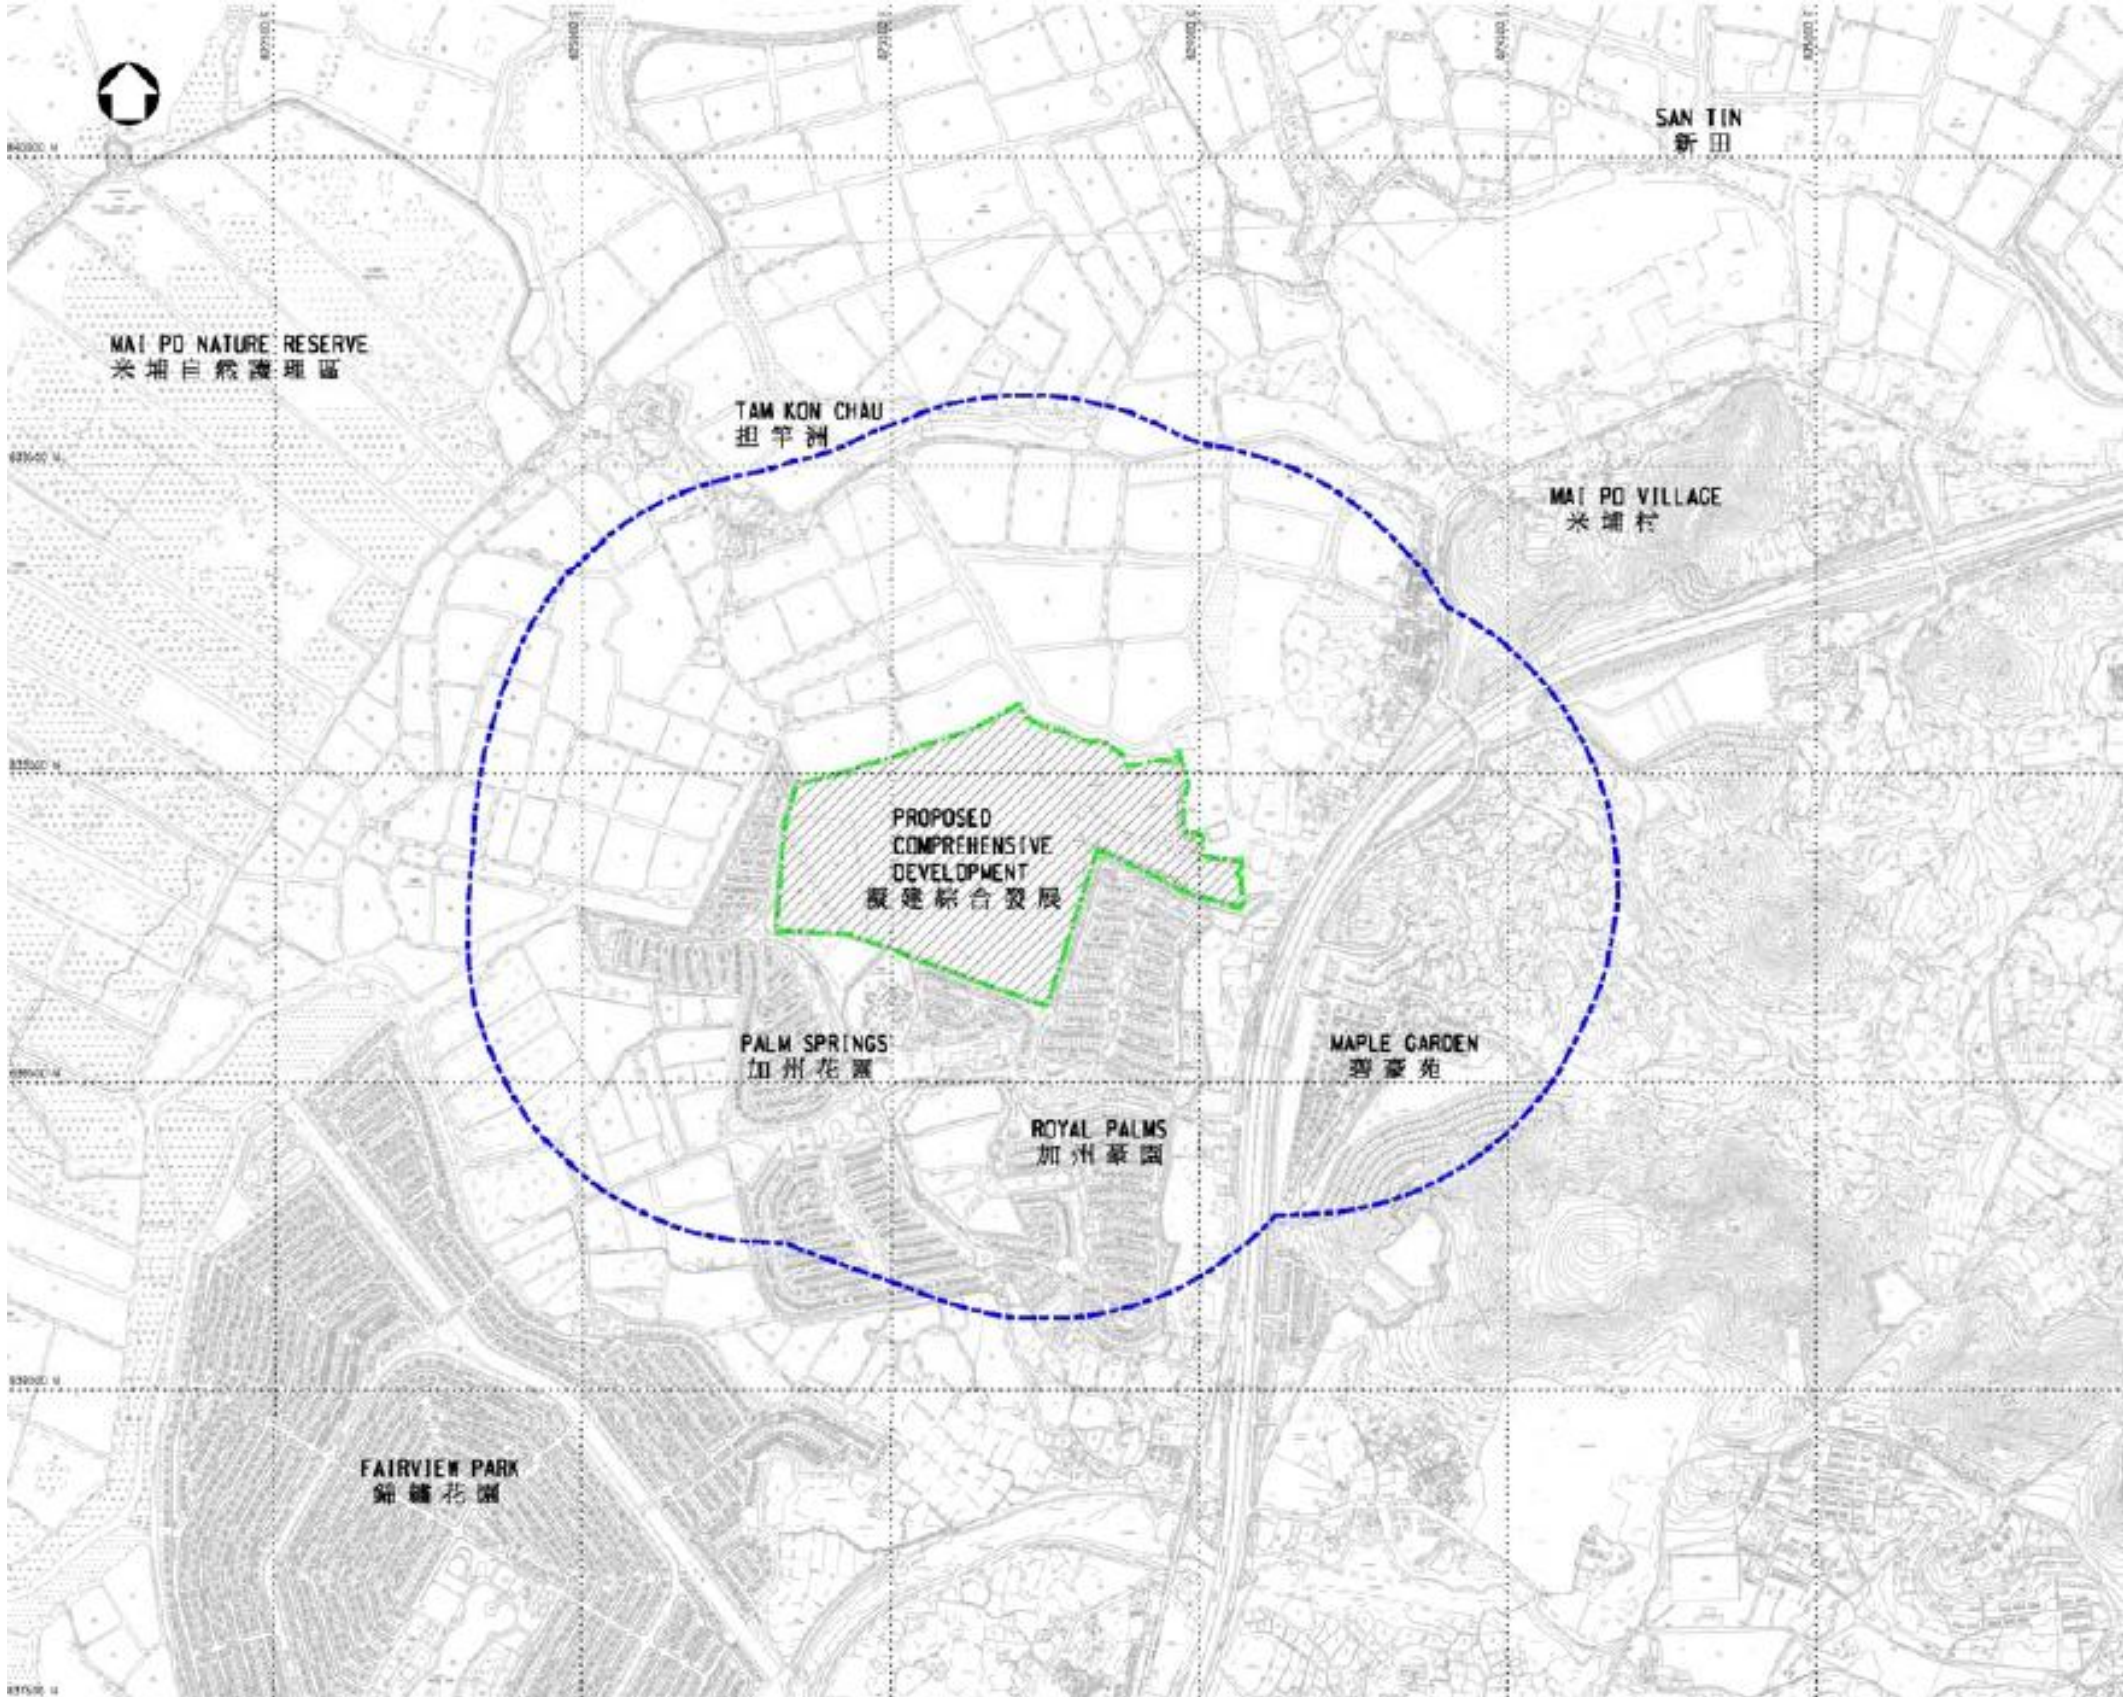 SAN TIN
新田
MAI PO NATURE RESERVE
米埔自然護理區
TAM KON CHAU
担竿洲
MAI PO VILLAGE
米埔村
PROPOSED
COMPREHENSIVE
DEVELOPMENT
擬建綜合發展
PALM SPRINGS
加州花園
MAPLE GARDEN
碧豪苑
ROYAL PALMS
加州豪園
FAIRVIEW PARK
錦繡花園